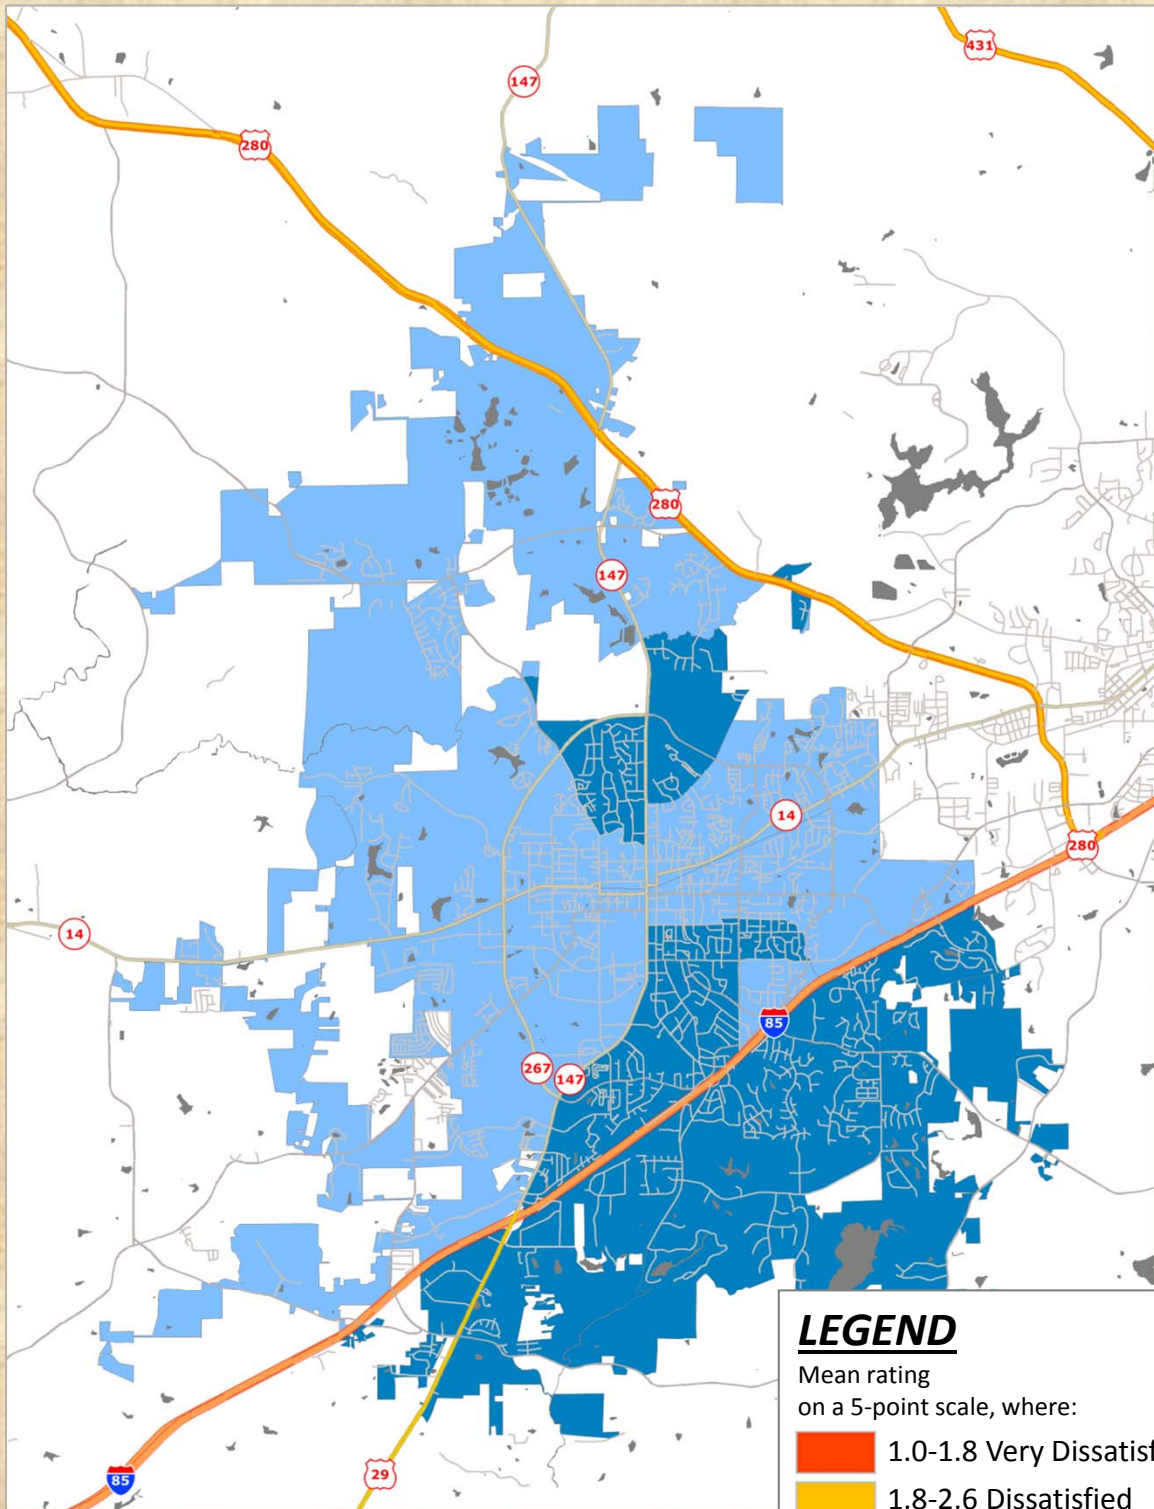 431
147
280
280
147
14
280
14
85
267
147
85
29
LEGEND
Mean rating
on a 5-point scale, where:
1.0-1.8 Very Dissatisf
1.8-2.6 Dissatisfied